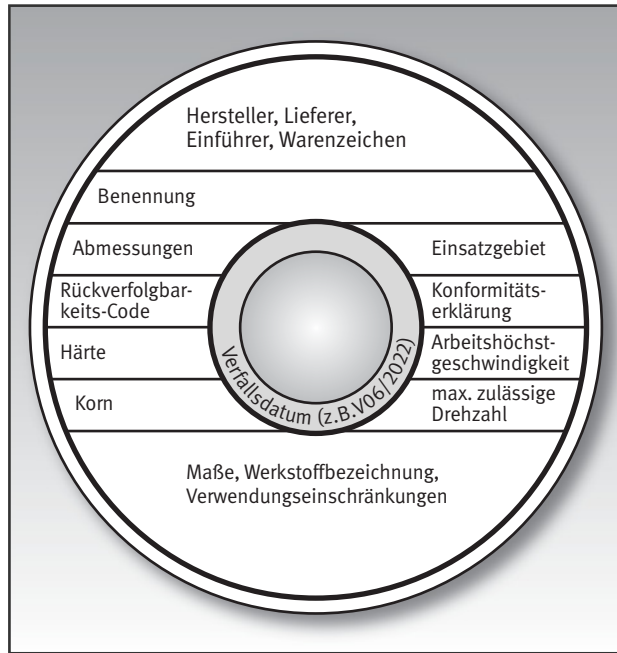 Hersteller, Lieferer,
Einführer, Warenzeichen
Benennung
Abmessungen
Einsatzgebiet
Rückverfolgbar-
keits-Code
Konformitäts-
erklärung
Härte
Arbeitshöchst-
geschwindigkeit
Korn
max. zulässige
Drehzahl
Verfallsdatum (z.B.V06/2022)
Maße, Werkstoffbezeichnung,
Verwendungseinschränkungen